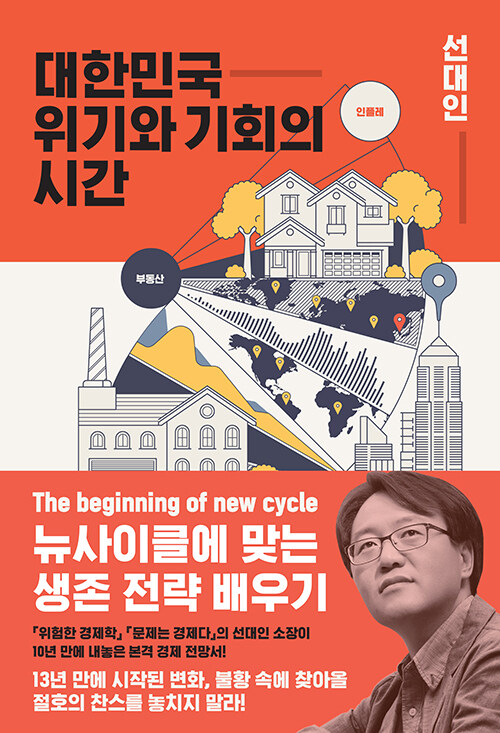 대한민국
위기와 기회의
시간
선대인
인플레
부동산
The beginning of new cycle
뉴사이클에 맞는
생존 전략 배우기
『위험한 경제학』 『문제는 경제다』의 선대인 소장이
10년 만에 내놓은 본격 경제 전망서!
13년 만에 시작된 변화, 불황 속에 찾아올
절호의 찬스를 놓치지 말라!